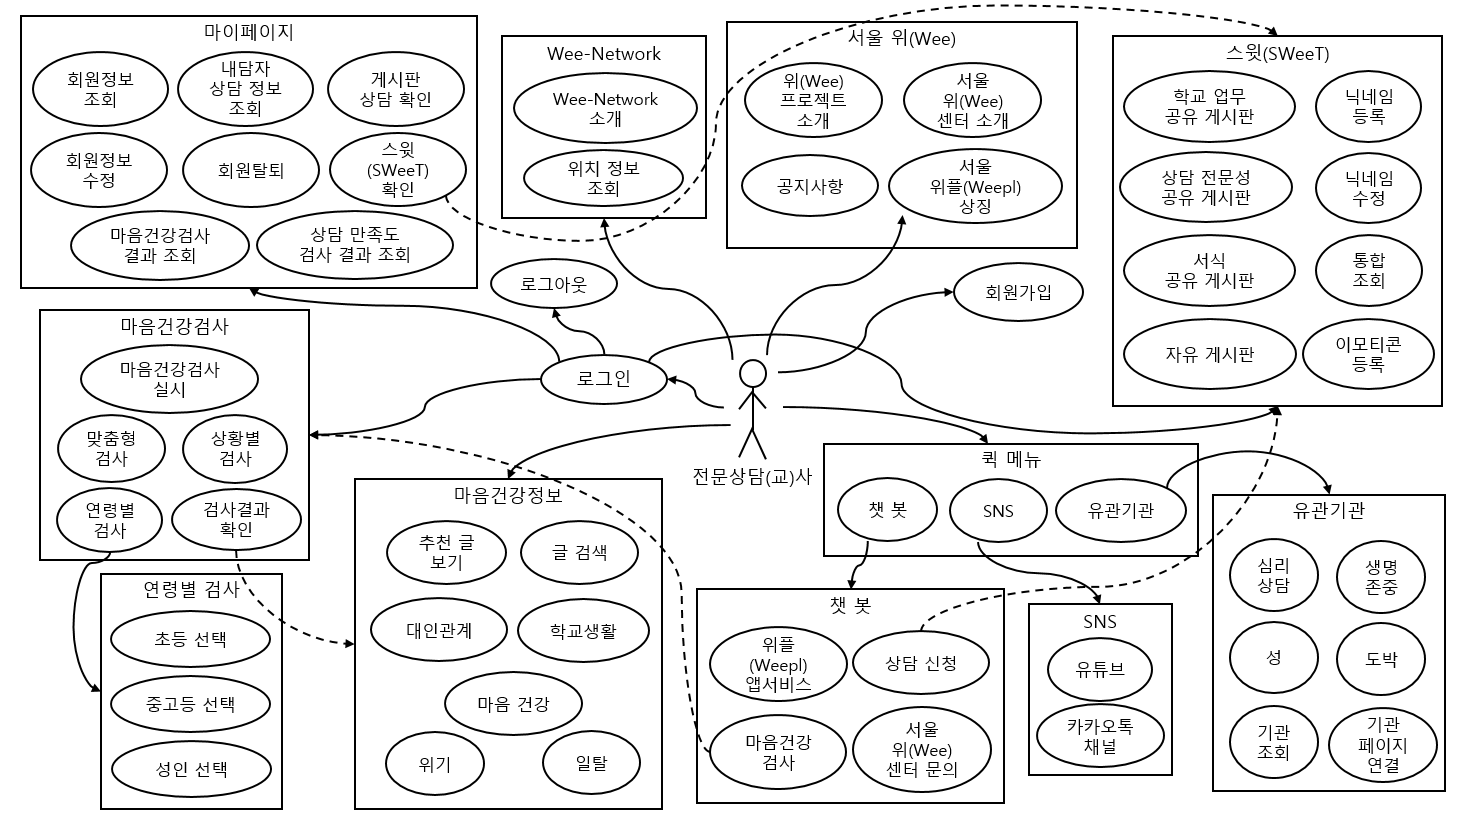 마이페이지
회원정보
조회
내담자
상담 정보
조회
게시판
상담 확인
회원정보
수정
회원탈퇴
스윗
(SWeeT)
확인
마음건강검사
결과 조회
상담 만족도
검사 결과 조회
Wee-Network
Wee-Network
소개
위치 정보
조회
서울 위(Wee)
위(Wee)
프로젝트
소개
서울
위(Wee)
센터 소개
공지사항
서울
위플(Weepl)
상징
스윗(SWeeT)
학교 업무
공유 게시판
닉네임
등록
상담 전문성
공유 게시판
닉네임
수정
서식
공유 게시판
통합
조회
자유 게시판
이모티콘
등록
로그아웃
회원가입
로그인
전문상담(교)사
마음건강검사
마음건강검사
실시
맞춤형
검사
상황별
검사
연령별
검사
검사결과
확인
연령별 검사
초등 선택
중고등 선택
성인 선택
마음건강정보
추천 글
보기
글 검색
대인관계
학교생활
마음 건강
위기
일탈
퀵 메뉴
챗 봇
SNS
유관기관
챗 봇
위플
(Weepl)
앱서비스
상담 신청
마음건강
검사
서울
위(Wee)
센터 문의
SNS
유튜브
카카오톡
채널
유관기관
심리
상담
생명
존중
성
도박
기관
조회
기관
페이지
연결